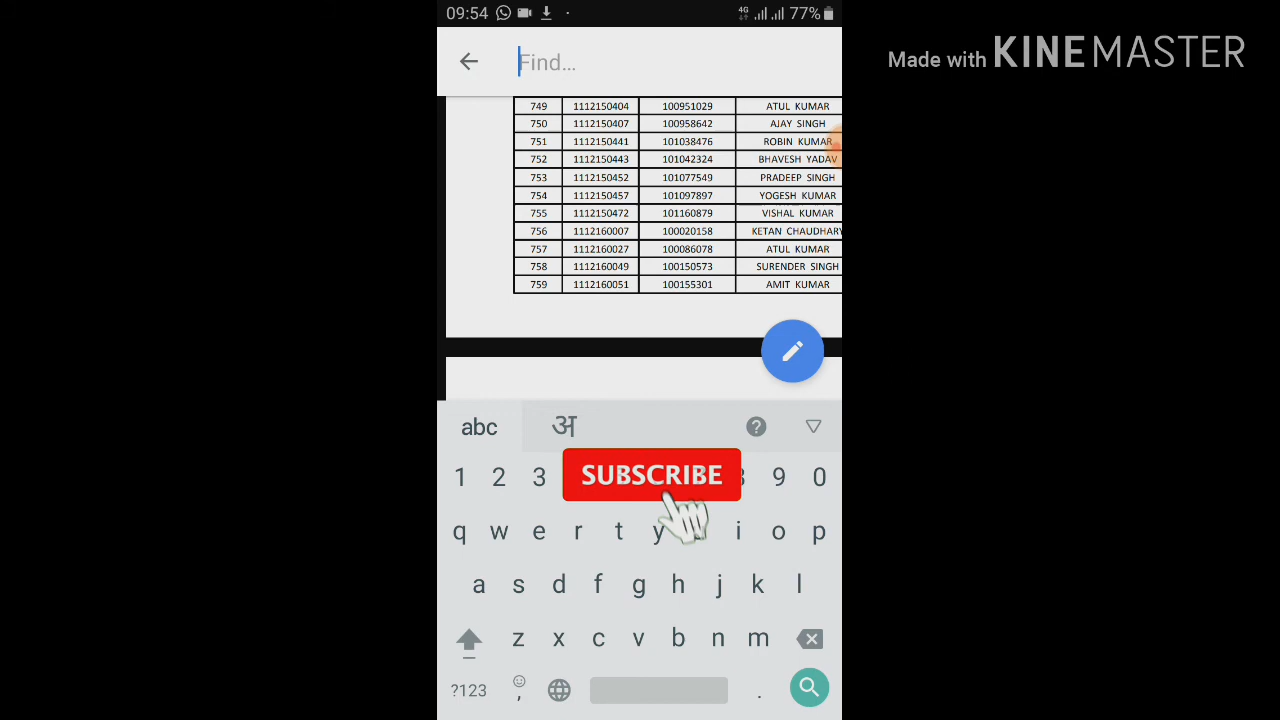 09:54 4G 77%
Made with KINEMASTER
Find...
749 1112150404 100951029 ATUL KUMAR
750 1112150407 100958642 AJAY SINGH
751 1112150441 101038476 ROBIN KUMAR
752 1112150443 101042324 BHAVESH YADAV
753 1112150452 101077549 PRADEEP SINGH
754 1112150457 101097897 YOGESH KUMAR
755 1112150472 101160879 VISHAL KUMAR
756 1112160007 100020158 KETAN CHAUDHARY
757 1112160027 100086078 ATUL KUMAR
758 1112160049 100150573 SURENDER SINGH
759 1112160051 100155301 AMIT KUMAR
abc अ ?
1 2 3 9 0
SUBSCRIBE
q w e r t y i o p
a s d f g h j k l
z x c v b n m
?123 , .